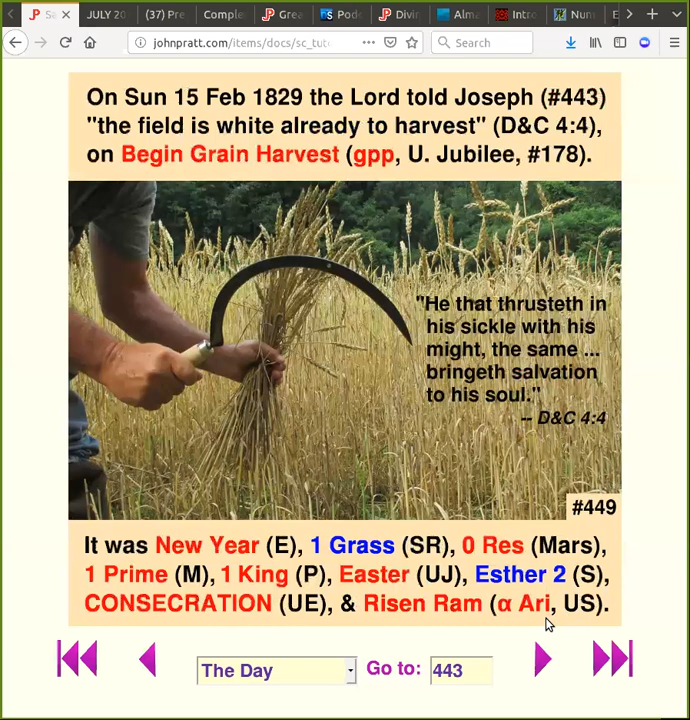 Sa
JULY 20
(37) Pre
Comple
Grea
Pode
Divin
Alma
Intro
Num
E
johnpratt.com/items/docs/sc_tut
Search
On Sun 15 Feb 1829 the Lord told Joseph (#443)
"the field is white already to harvest" (D&C 4:4),
on Begin Grain Harvest (gpp, U. Jubilee, #178).
"He that thrusteth in
his sickle with his
might, the same ...
bringeth salvation
to his soul."
-- D&C 4:4
#449
It was New Year (E), 1 Grass (SR), 0 Res (Mars),
1 Prime (M), 1 King (P), Easter (UJ), Esther 2 (S),
CONSECRATION (UE), & Risen Ram (α Ari, US).
The Day
Go to:
443